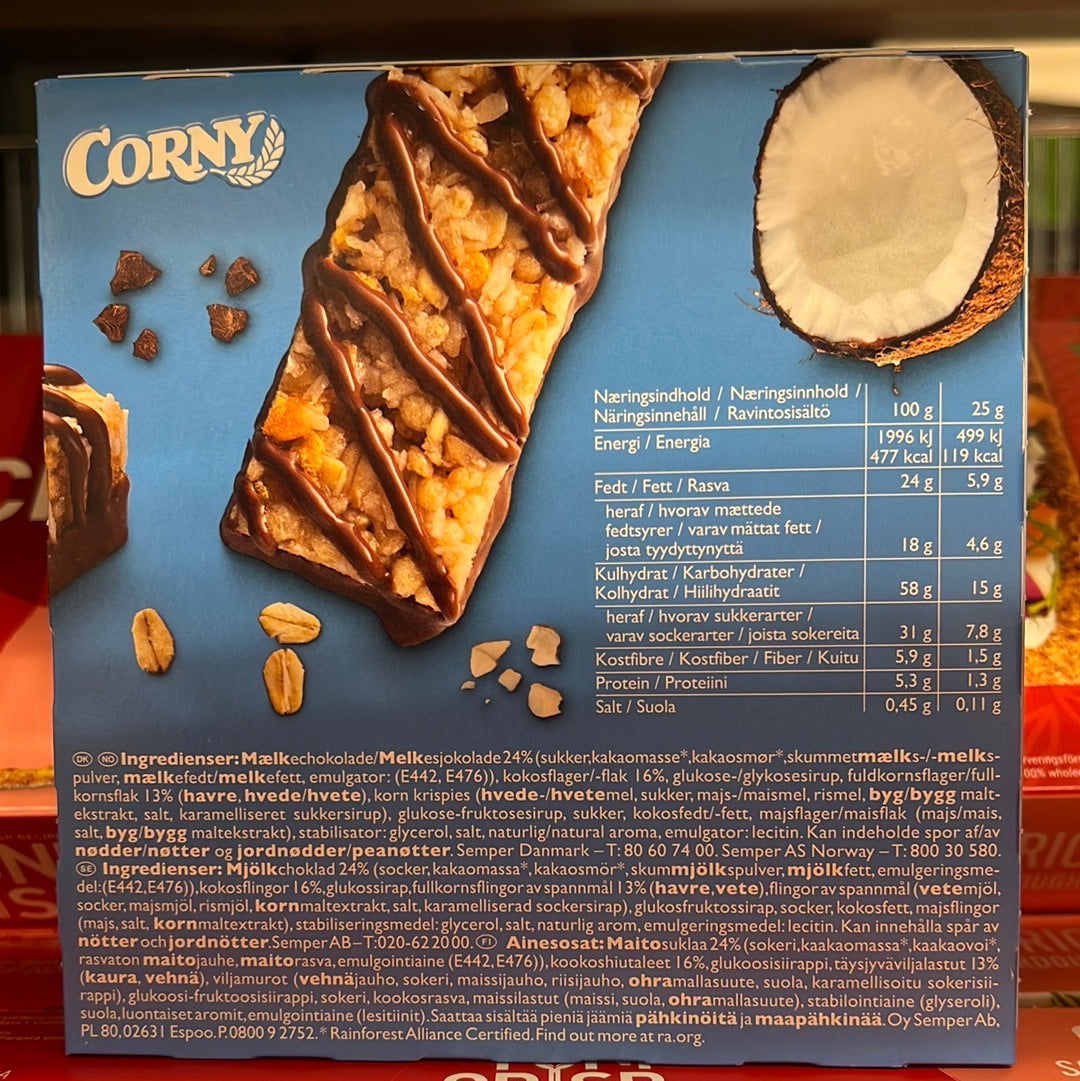 CORNY
Næringsindhold / Næringsinnhold /
Näringsinnehåll / Ravintosisältö 100 g 25 g
Energi / Energia 1996 kJ 499 kJ
477 kcal 119 kcal
Fedt / Fett / Rasva 24 g 5,9 g
heraf / hvorav mættede
fedtsyrer / varav mättat fett /
josta tyydyttynyttä 18 g 4,6 g
Kulhydrat / Karbohydrater /
Kolhydrat / Hiilihydraatit 58 g 15 g
heraf / hvorav sukkerarter /
varav sockerarter / joista sokereita 31 g 7,8 g
Kostfibre / Kostfiber / Fiber / Kuitu 5,9 g 1,5 g
Protein / Proteiini 5,3 g 1,3 g
Salt / Suola 0,45 g 0,11 g
DK NO Ingredienser: Mælkechokolade/Melkesjokolade 24% (sukker,kakaomasse*,kakaosmør*,skummetmælks-/-melks-
pulver, mælkefedt/melkefett, emulgator: (E442, E476)), kokosflager/-flak 16%, glukose-/glykosesirup, fuldkornsflager/full-
kornsflak 13% (havre, hvede/hvete), korn krispies (hvede-/hvetemel, sukker, majs-/maismel, rismel, byg/bygg malt-
ekstrakt, salt, karamelliseret sukkersirup), glukose-fruktosesirup, sukker, kokosfedt/-fett, majsflager/maisflak (majs/mais,
salt, byg/bygg maltekstrakt), stabilisator: glycerol, salt, naturlig/natural aroma, emulgator: lecitin. Kan indeholde spor af/av
nødder/nøtter og jordnødder/peanøtter. Semper Danmark – T: 80 60 74 00. Semper AS Norway – T: 800 30 580.
SE Ingredienser: Mjölkchoklad 24% (socker, kakaomassa*, kakaosmör*, skummjölkspulver, mjölkfett, emulgeringsme-
del: (E442, E476)), kokosflingor 16%, glukossirap, fullkornsflingor av spannmål 13% (havre, vete), flingor av spannmål (vetemjöl,
socker, majsmjöl, rismjöl, kornmaltextrakt, salt, karamelliserad sockersirap), glukosfruktossirap, socker, kokosfett, majsflingor
(majs, salt, kornmaltextrakt), stabiliseringsmedel: glycerol, salt, naturlig arom, emulgeringsmedel: lecitin. Kan innehålla spår av
nötter och jordnötter. Semper AB – T: 020-62 20 00. FI Ainesosat: Maitosuklaa 24% (sokeri, kaakaomassa*, kaakaovoi*,
rasvaton maitojauhe, maitorasva, emulgointiaine (E442, E476)), kookoshiutaleet 16%, glukoosisiirappi, täysjyväviljalastut 13%
(kaura, vehnä), viljamurot (vehnäjauho, sokeri, maissijauho, riisijauho, ohramallasuute, suola, karamellisoitu sokerisii-
rappi), glukoosi-fruktoosisiirappi, sokeri, kookosrasva, maissilastut (maissi, suola, ohramallasuute), stabilointiaine (glyseroli),
suola, luontaiset aromit, emulgointiaine (lesitiini). Saattaa sisältää pieniä jäämiä pähkinöitä ja maapähkinää. Oy Semper Ab,
PL 80, 02631 Espoo. P. 0800 9 2752. * Rainforest Alliance Certified. Find out more at ra.org.